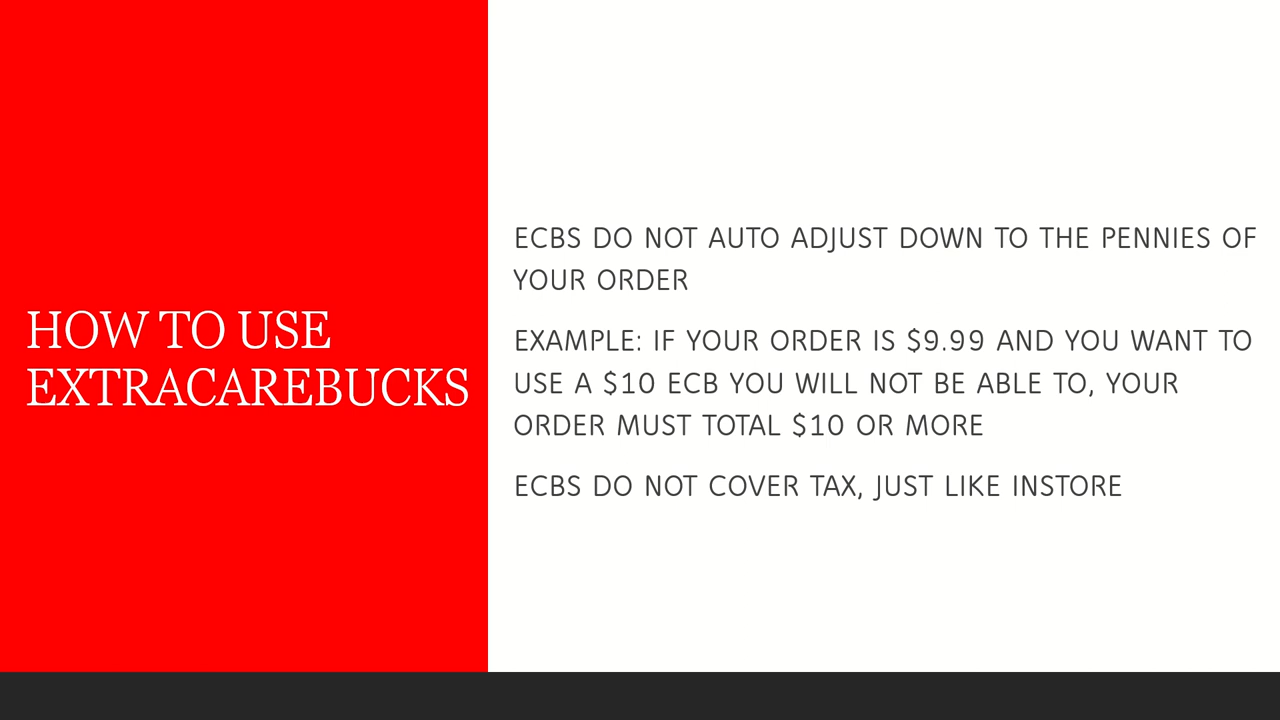 HOW TO USE
EXTRACAREBUCKS
ECBS DO NOT AUTO ADJUST DOWN TO THE PENNIES OF
YOUR ORDER
EXAMPLE: IF YOUR ORDER IS $9.99 AND YOU WANT TO
USE A $10 ECB YOU WILL NOT BE ABLE TO, YOUR
ORDER MUST TOTAL $10 OR MORE
ECBS DO NOT COVER TAX, JUST LIKE INSTORE